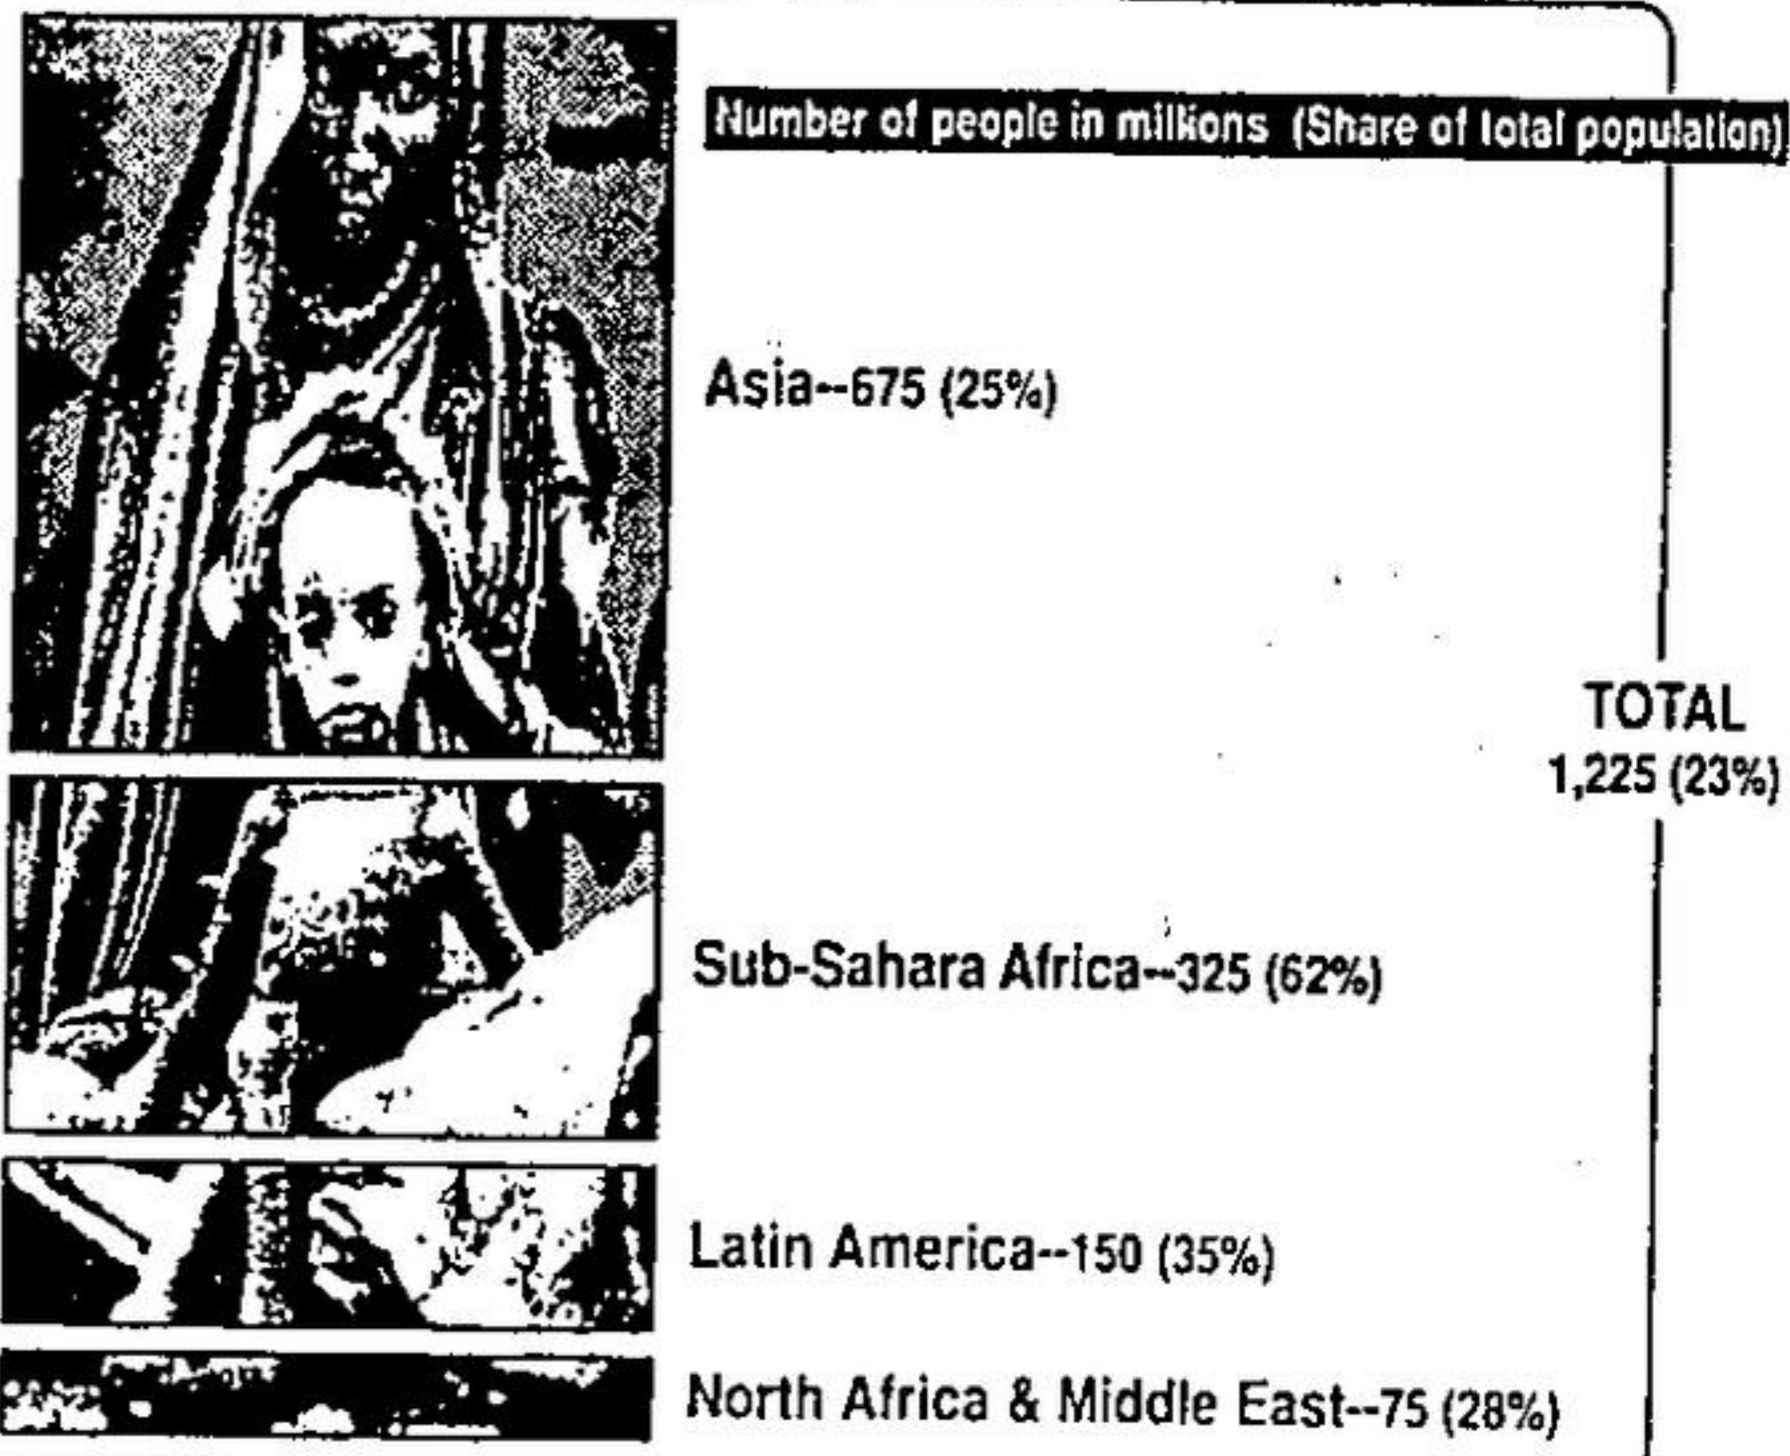 Number of people in millions (Share of total population)
Asia--675 (25%)
TOTAL
1,225 (23%)
Sub-Sahara Africa--325 (62%)
Latin America--150 (35%)
North Africa & Middle East--75 (28%)